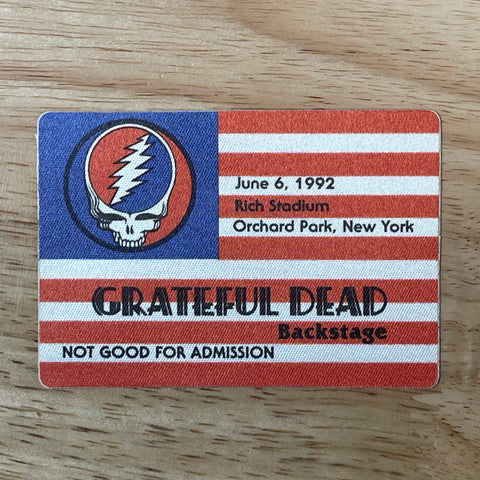 June 6, 1992
Rich Stadium
Orchard Park, New York
GRATEFUL DEAD
Backstage
NOT GOOD FOR ADMISSION